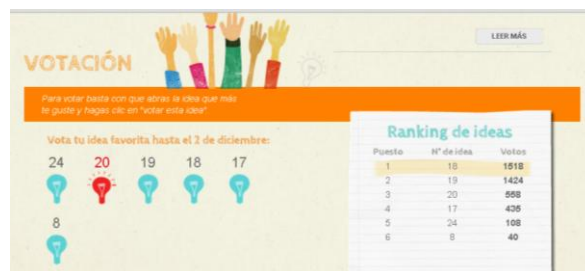 LEER MÁS
VOTACIÓN
Para votar basta con que abras la idea que más
te guste y hagas clic en "votar esta idea"
Vota tu idea favorita hasta el 2 de diciembre:
24 20 19 18 17
8
Ranking de ideas
Puesto Nº de idea Votos
1 18 1518
2 19 1424
3 20 558
4 17 435
5 24 108
6 8 40